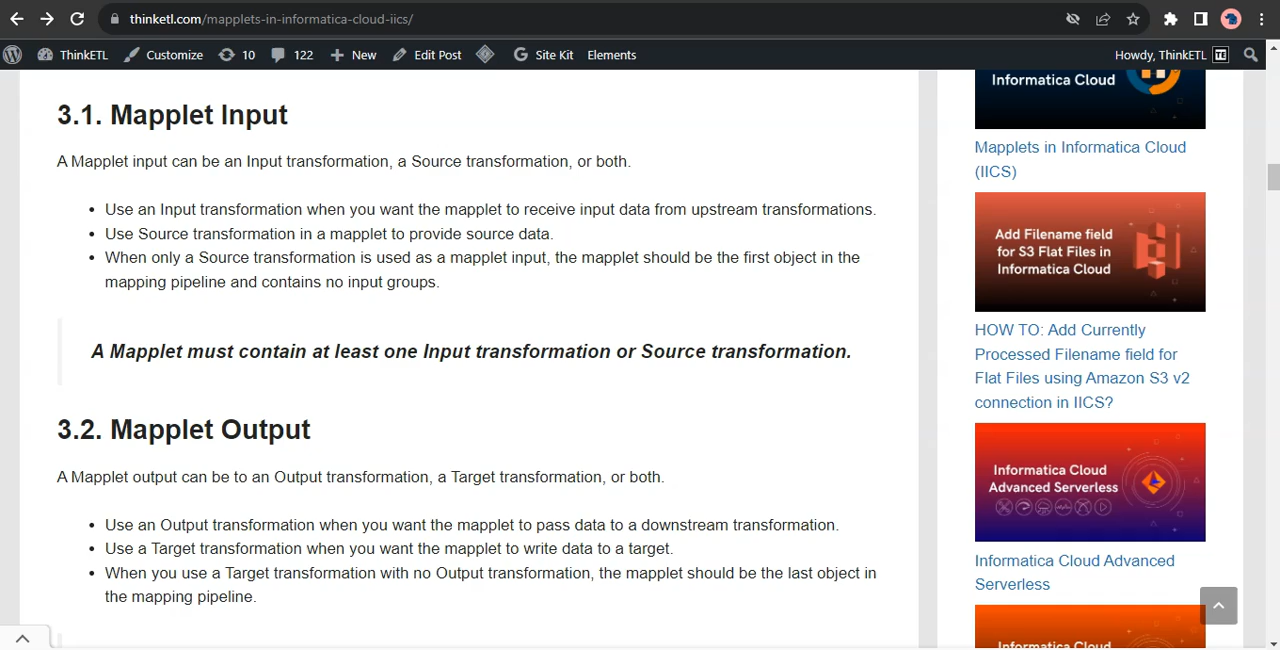 thinketl.com/mapplets-in-informatica-cloud-iics/
ThinkETL
Customize
10
122
New
Edit Post
G
Site Kit
Elements
Howdy, ThinkETL
TE
3.1. Mapplet Input
A Mapplet input can be an Input transformation, a Source transformation, or both.
• Use an Input transformation when you want the mapplet to receive input data from upstream transformations.
• Use Source transformation in a mapplet to provide source data.
• When only a Source transformation is used as a mapplet input, the mapplet should be the first object in the
mapping pipeline and contains no input groups.
A Mapplet must contain at least one Input transformation or Source transformation.
3.2. Mapplet Output
A Mapplet output can be to an Output transformation, a Target transformation, or both.
• Use an Output transformation when you want the mapplet to pass data to a downstream transformation.
• Use a Target transformation when you want the mapplet to write data to a target.
• When you use a Target transformation with no Output transformation, the mapplet should be the last object in
the mapping pipeline.
Informatica Cloud
Mapplets in Informatica Cloud
(IICS)
Add Filename field
for S3 Flat Files in
Informatica Cloud
HOW TO: Add Currently
Processed Filename field for
Flat Files using Amazon S3 v2
connection in IICS?
Informatica Cloud
Advanced Serverless
Informatica Cloud Advanced
Serverless
Informatica Cloud